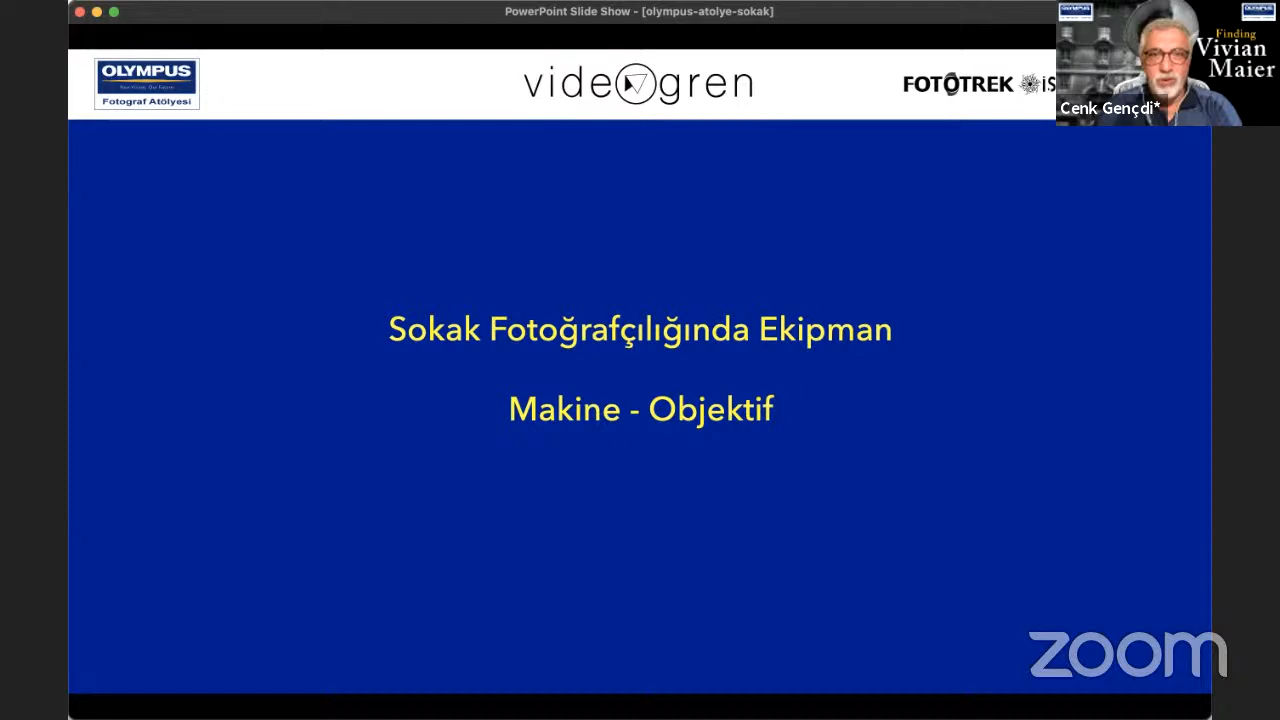 PowerPoint Slide Show - [olympus-atolye-sokak]
OLYMPUS
Fotograf Atölyesi
videogren
FOTOTREK
Finding
Vivian
Maier
Cenk Gençdi*
Sokak Fotoğrafçılığında Ekipman
Makine - Objektif
zoom